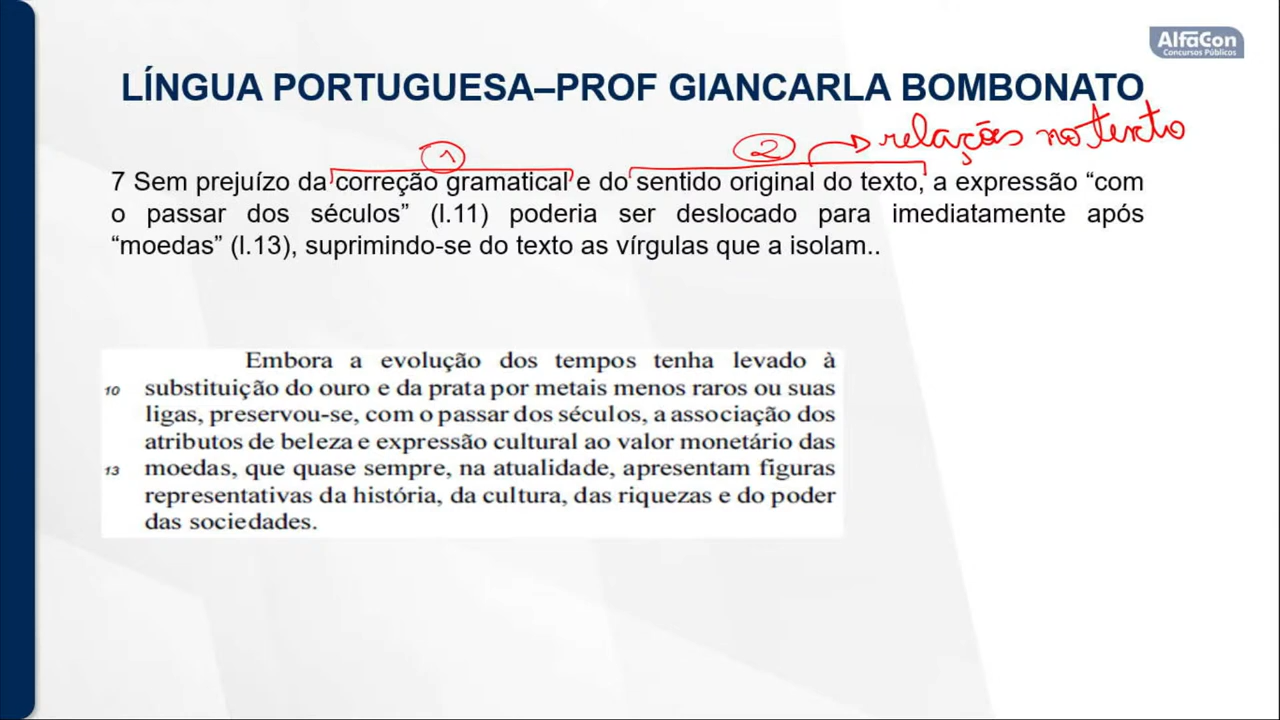 AlfaCon
Concursos Públicos
LÍNGUA PORTUGUESA–PROF GIANCARLA BOMBONATO
1
2
relações no texto
7 Sem prejuízo da correção gramatical e do sentido original do texto, a expressão “com
o passar dos séculos” (l.11) poderia ser deslocado para imediatamente após
“moedas” (l.13), suprimindo-se do texto as vírgulas que a isolam..
Embora a evolução dos tempos tenha levado à
10 substituição do ouro e da prata por metais menos raros ou suas
ligas, preservou-se, com o passar dos séculos, a associação dos
atributos de beleza e expressão cultural ao valor monetário das
13 moedas, que quase sempre, na atualidade, apresentam figuras
representativas da história, da cultura, das riquezas e do poder
das sociedades.